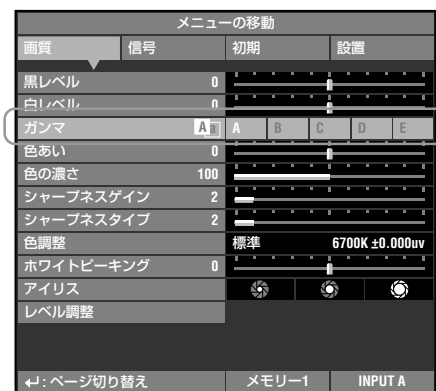 メニューの移動
画質 信号 初期 設置
黒レベル 0
白レベル 0
ガンマ Aa A B C D E
色あい 0
色の濃さ 100
シャープネスゲイン 2
シャープネスタイプ 2
色調整 標準 6700K ±0.000uv
ホワイトピーキング 0
アイリス
レベル調整
↵: ページ切り替え メモリー1 INPUT A